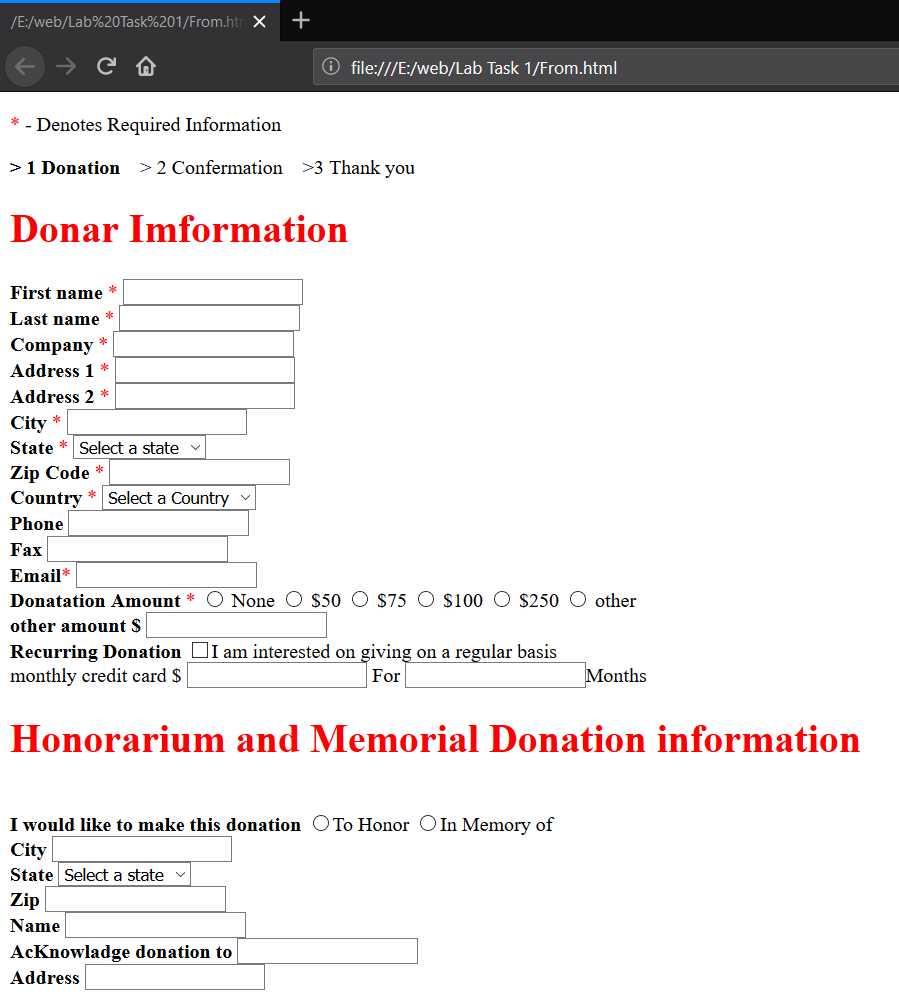 /E:/web/Lab%20Task%201/From.htm
file:///E:/web/Lab Task 1/From.html
* - Denotes Required Information
> 1 Donation > 2 Confermation >3 Thank you
Donar Imformation
First name *
Last name *
Company *
Address 1 *
Address 2 *
City *
State * Select a state
Zip Code *
Country * Select a Country
Phone
Fax
Email*
Donatation Amount * None $50 $75 $100 $250 other
other amount $
Recurring Donation I am interested on giving on a regular basis
monthly credit card $ For Months
Honorarium and Memorial Donation information
I would like to make this donation To Honor In Memory of
City
State Select a state
Zip
Name
AcKnowladge donation to
Address